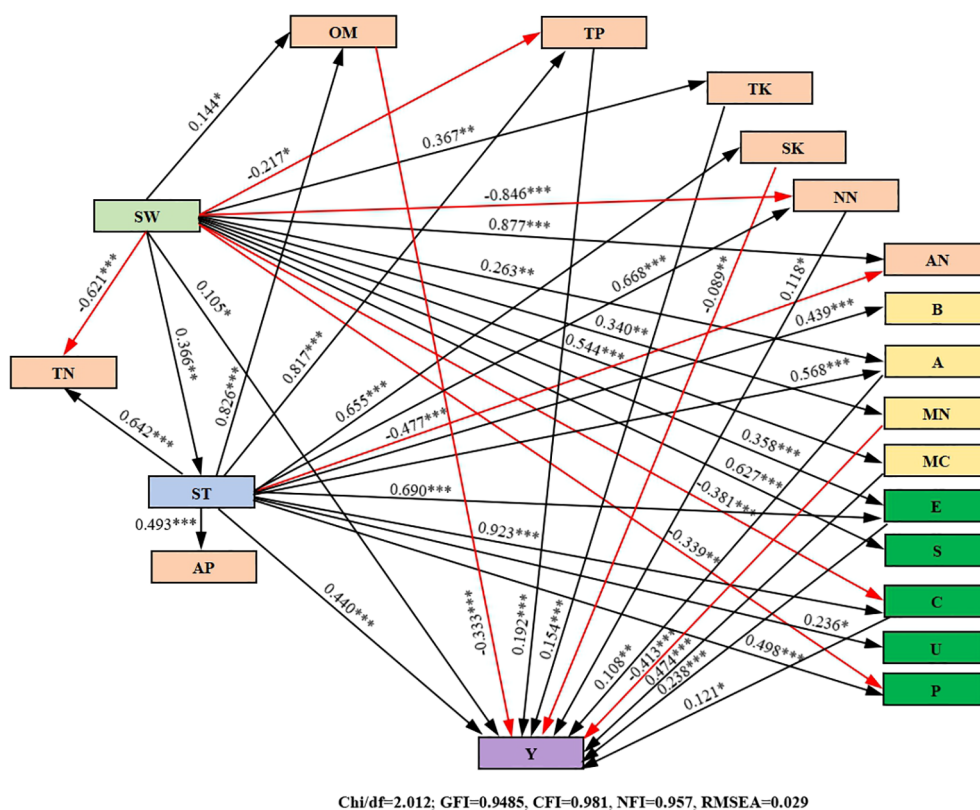 OM
TP
TK
SK
NN
SW
AN
B
A
TN
MN
MC
ST
E
S
AP
C
U
P
Y
0.144*
-0.217*
0.367**
-0.846***
0.877***
-0.621***
0.105*
0.263**
0.668***
-0.089**
0.118*
0.439***
0.340**
0.544***
0.366**
0.826***
0.817***
0.568***
0.642***
0.655***
-0.477***
0.358***
0.627***
0.690***
-0.381***
0.493***
0.923***
-0.339**
0.440***
-0.333***
0.192***
0.154***
0.108**
-0.413***
0.474***
0.238***
0.498***
0.236*
0.121*
Chi/df=2.012; GFI=0.9485, CFI=0.981, NFI=0.957, RMSEA=0.029